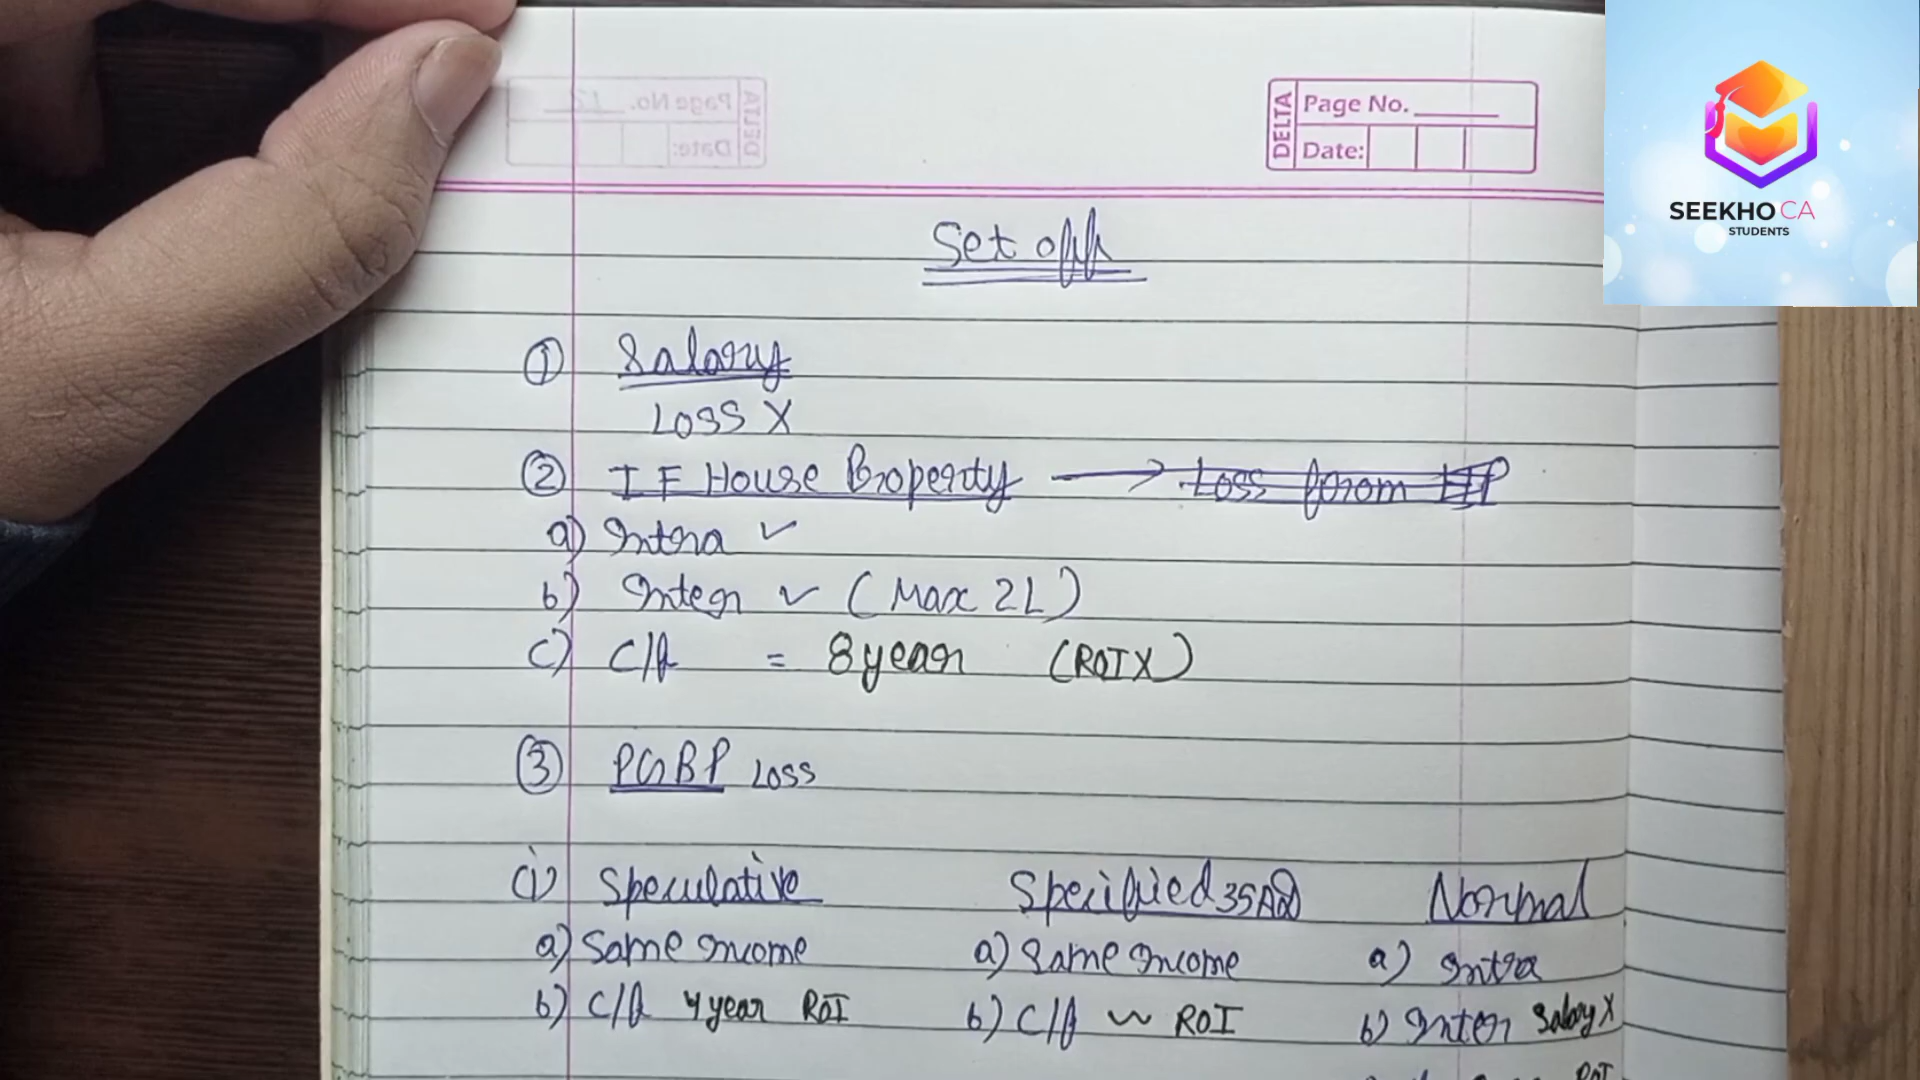 DELTA Page No. ______
Date:
SEEKHO CA
STUDENTS
Set off
① Salary
Loss X
② I F House Property → Loss from HP
a) Intra ✓
b) Inter ✓ (Max 2L)
c) C/f = 8 year (ROI X)
③ PGBP Loss
(i) Speculative Specified 35AD Normal
a) Same Income a) Same Income a) Intra
b) C/f 4 year ROI b) C/f ∞ ROI b) Inter Salary X
ROI